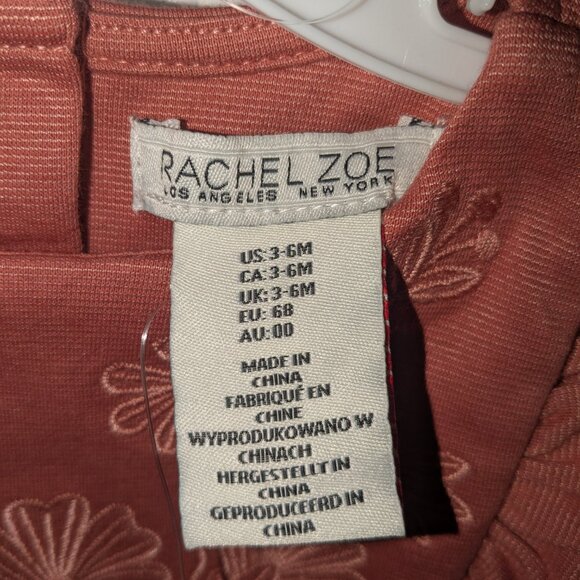 RACHEL ZOE
LOS ANGELES NEW YORK
US: 3-6M
CA: 3-6M
UK: 3-6M
EU: 68
AU: 00
MADE IN
CHINA
FABRIQUÉ EN
CHINE
WYPRODUKOWANO W
CHINACH
HERGESTELLT IN
CHINA
GEPRODUCEERD IN
CHINA